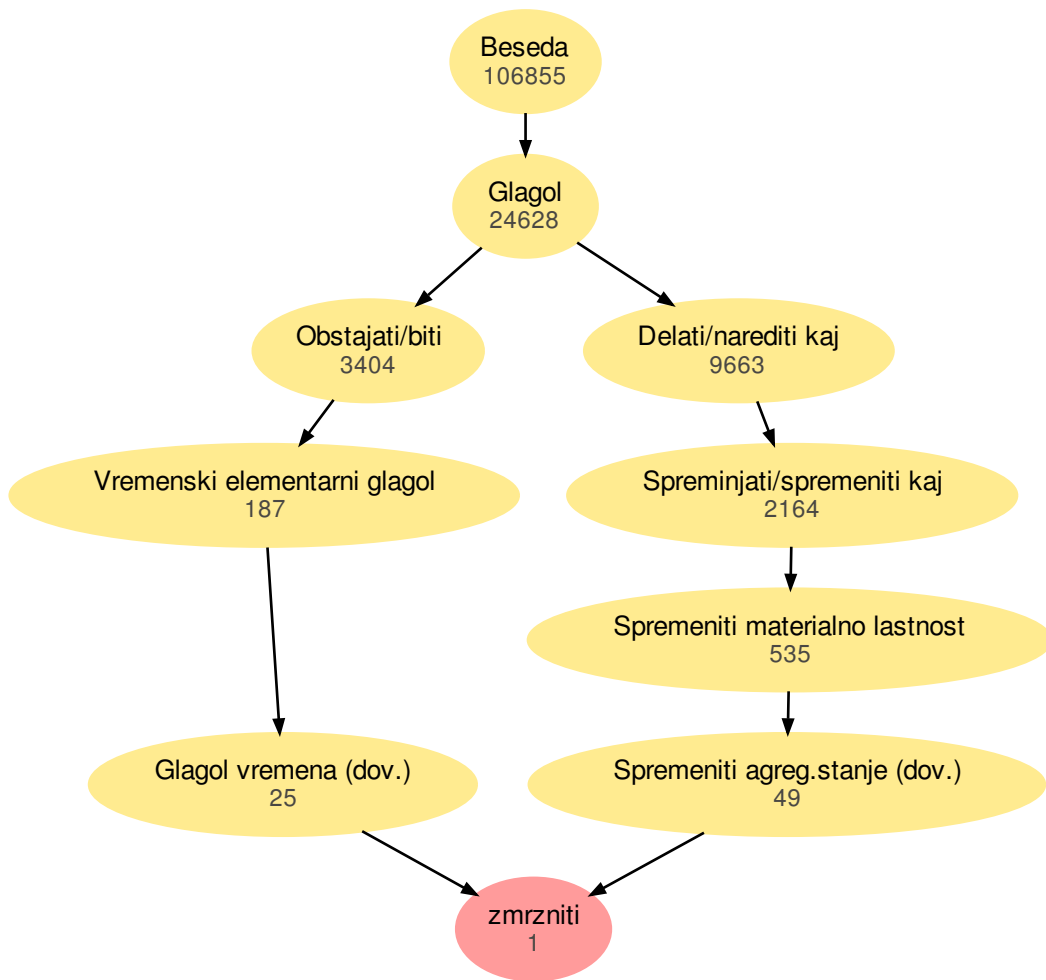 Beseda
106855
Glagol
24628
Obstajati/biti
3404
Delati/narediti kaj
9663
Vremenski elementarni glagol
187
Spreminjati/spremeniti kaj
2164
Spremeniti materialno lastnost
535
Glagol vremena (dov.)
25
Spremeniti agreg.stanje (dov.)
49
zmrzniti
1